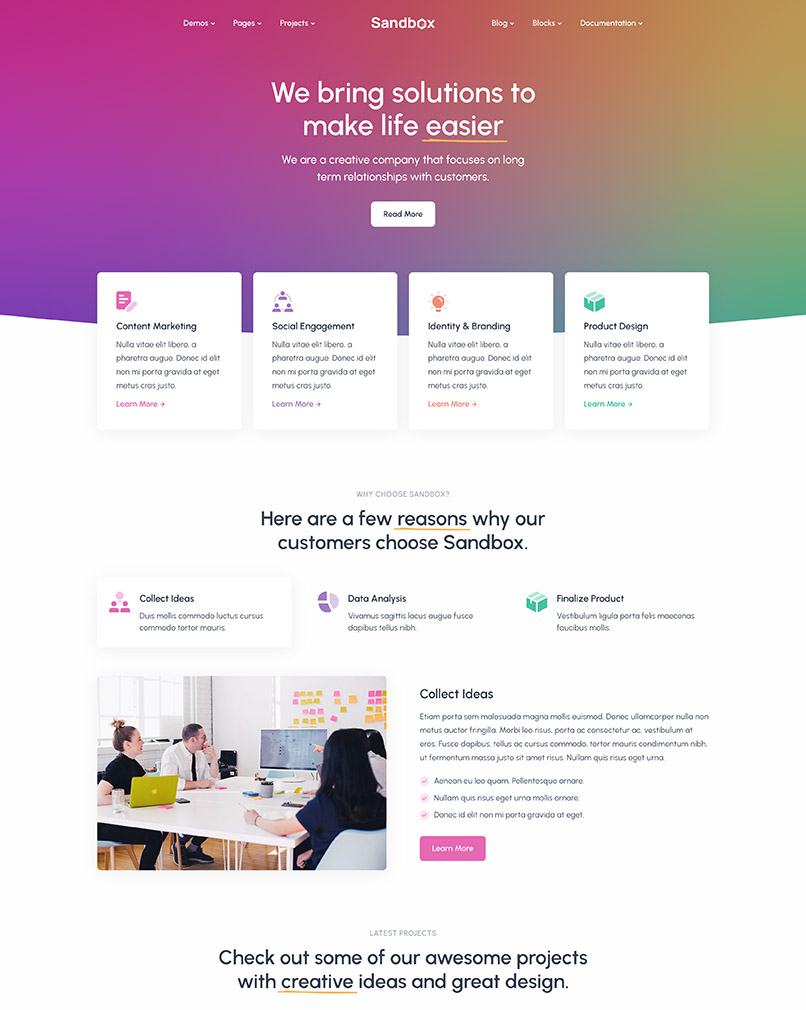 Demos Pages Projects Sandbox Blog Blocks Documentation
We bring solutions to
make life easier
We are a creative company that focuses on long
term relationships with customers.
Read More
Content Marketing
Nulla vitae elit libero, a
pharetra augue. Donec id elit
non mi porta gravida at eget
metus cras justo.
Learn More →
Social Engagement
Nulla vitae elit libero, a
pharetra augue. Donec id elit
non mi porta gravida at eget
metus cras justo.
Learn More →
Identity & Branding
Nulla vitae elit libero, a
pharetra augue. Donec id elit
non mi porta gravida at eget
metus cras justo.
Learn More →
Product Design
Nulla vitae elit libero, a
pharetra augue. Donec id elit
non mi porta gravida at eget
metus cras justo.
Learn More →
WHY CHOOSE SANDBOX?
Here are a few reasons why our
customers choose Sandbox.
Collect Ideas
Duis mollis commodo luctus cursus
commodo tortor mauris.
Data Analysis
Vivamus sagittis lacus augue fusce
dapibus tellus nibh.
Finalize Product
Vestibulum ligula porta felis maecenas
faucibus mollis.
Collect Ideas
Etiam porta sem malesuada magna mollis euismod. Donec ullamcorper nulla non
metus auctor fringilla. Morbi leo risus, porta ac consectetur ac, vestibulum at
eros. Fusce dapibus, tellus ac cursus commodo, tortor mauris condimentum nibh,
ut fermentum massa justo sit amet risus. Nullam quis risus eget urna.
Aenean eu leo quam. Pellentesque ornare.
Nullam quis risus eget urna mollis ornare.
Donec id elit non mi porta gravida at eget.
Learn More
LATEST PROJECTS
Check out some of our awesome projects
with creative ideas and great design.